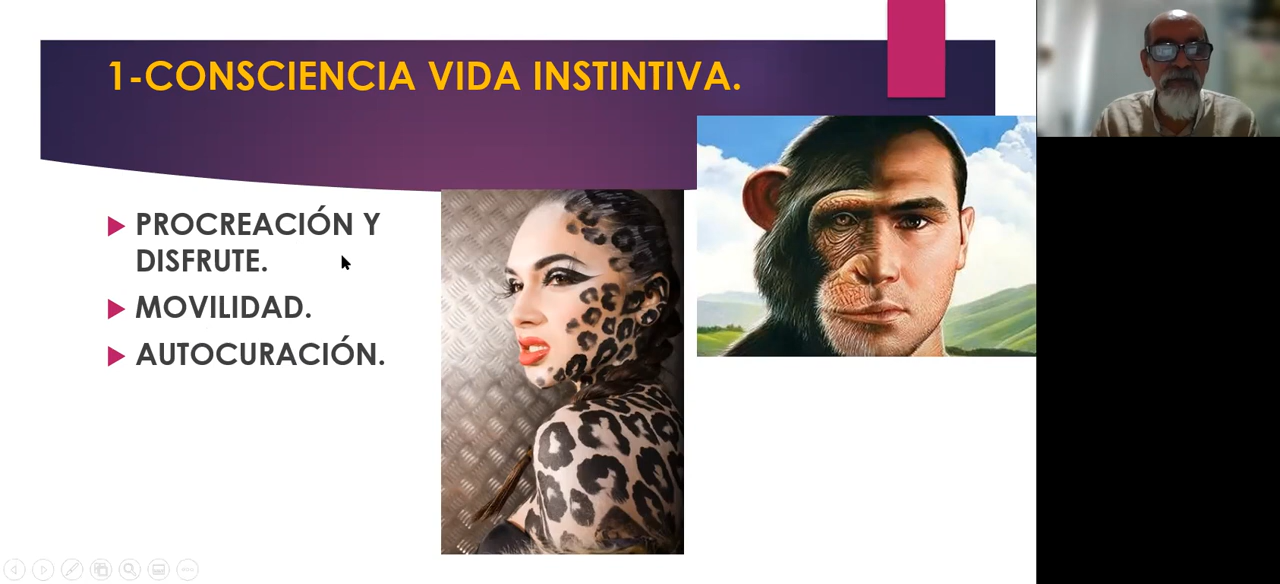 1-CONSCIENCIA VIDA INSTINTIVA.
PROCREACIÓN Y
DISFRUTE.
MOVILIDAD.
AUTOCURACIÓN.